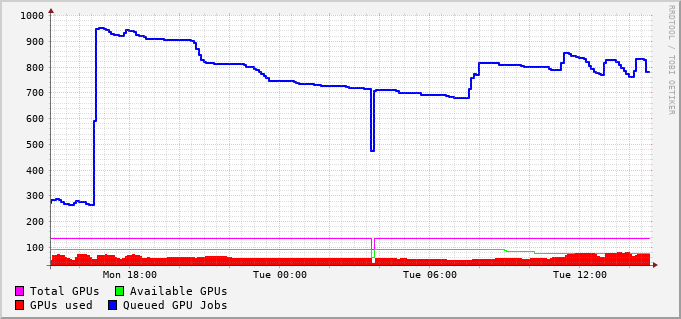 1000
900
800
700
600
500
400
300
200
100
Mon 18:00 Tue 00:00 Tue 06:00 Tue 12:00
Total GPUs Available GPUs
GPUs used Queued GPU Jobs
RRDTOOL / TOBI OETIKER